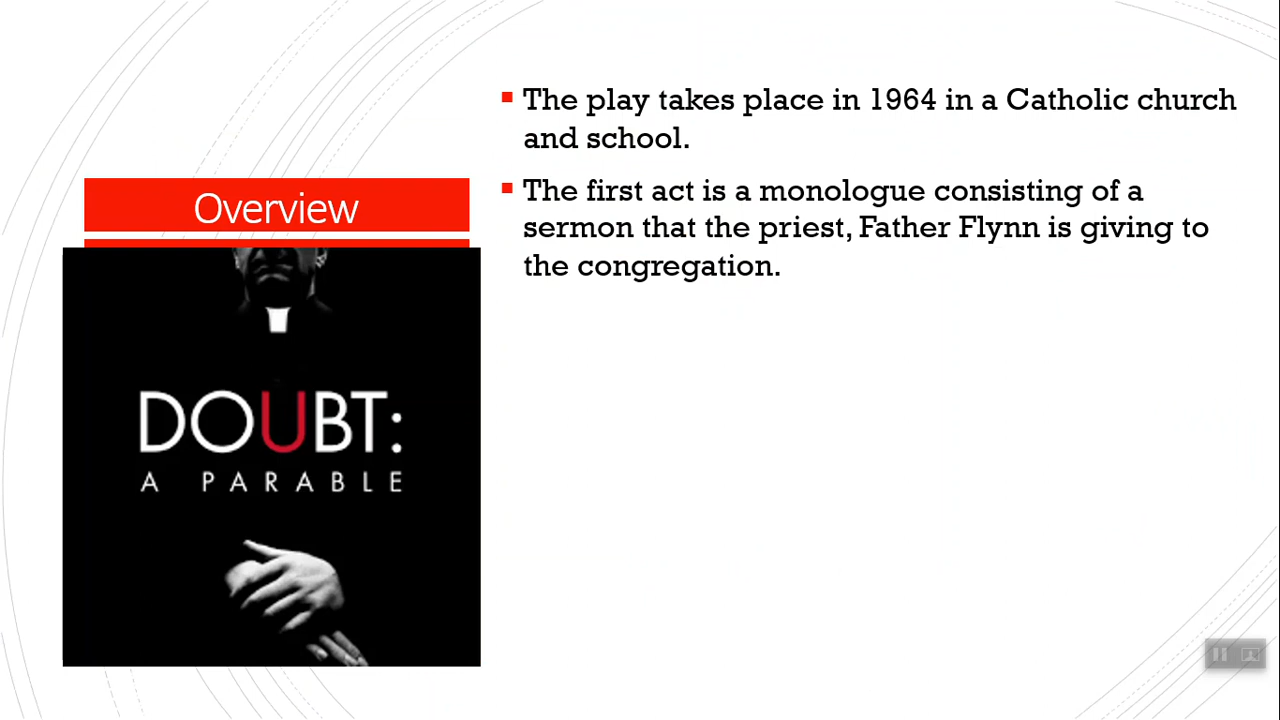 Overview
DOUBT:
A PARABLE
The play takes place in 1964 in a Catholic church
and school.
The first act is a monologue consisting of a
sermon that the priest, Father Flynn is giving to
the congregation.